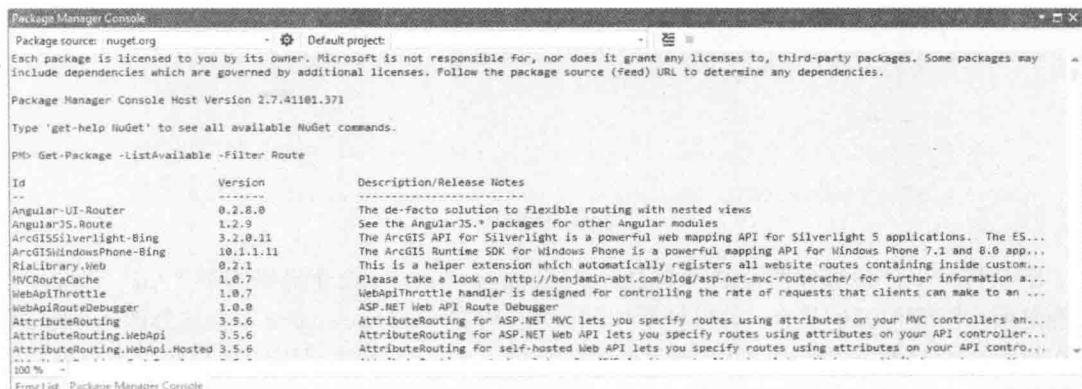 Package Manager Console
Package source: nuget.org Default project:
Each package is licensed to you by its owner. Microsoft is not responsible for, nor does it grant any licenses to, third-party packages. Some packages may
include dependencies which are governed by additional licenses. Follow the package source (feed) URL to determine any dependencies.
Package Manager Console Host Version 2.7.41101.371
Type 'get-help NuGet' to see all available NuGet commands.
PM> Get-Package -ListAvailable -Filter Route
Id Version Description/Release Notes
-- ------- -------------------------
Angular-UI-Router 0.2.8.0 The de-facto solution to flexible routing with nested views
AngularJS.Route 1.2.9 See the AngularJS.* packages for other Angular modules
ArcGISSilverlight-Bing 3.2.0.11 The ArcGIS API for Silverlight is a powerful web mapping API for Silverlight 5 applications. The ES...
ArcGISWindowsPhone-Bing 10.1.1.11 The ArcGIS Runtime SDK for Windows Phone is a powerful mapping API for Windows Phone 7.1 and 8.0 app...
RiaLibrary.Web 0.2.1 This is a helper extension which automatically registers all website routes containing inside custom...
MVCRouteCache 1.0.7 Please take a look on http://benjamin-abt.com/blog/asp-net-mvc-routecache/ for further information a...
WebApiThrottle 1.0.7 WebApiThrottle handler is designed for controlling the rate of requests that clients can make to an ...
WebApiRouteDebugger 1.0.0 ASP.NET Web API Route Debugger
AttributeRouting 3.5.6 AttributeRouting for ASP.NET MVC lets you specify routes using attributes on your MVC controllers an...
AttributeRouting.WebApi 3.5.6 AttributeRouting for ASP.NET Web API lets you specify routes using attributes on your API controller...
AttributeRouting.WebApi.Hosted 3.5.6 AttributeRouting for self-hosted Web API lets you specify routes using attributes on your API contro...
100 %
Error List Package Manager Console